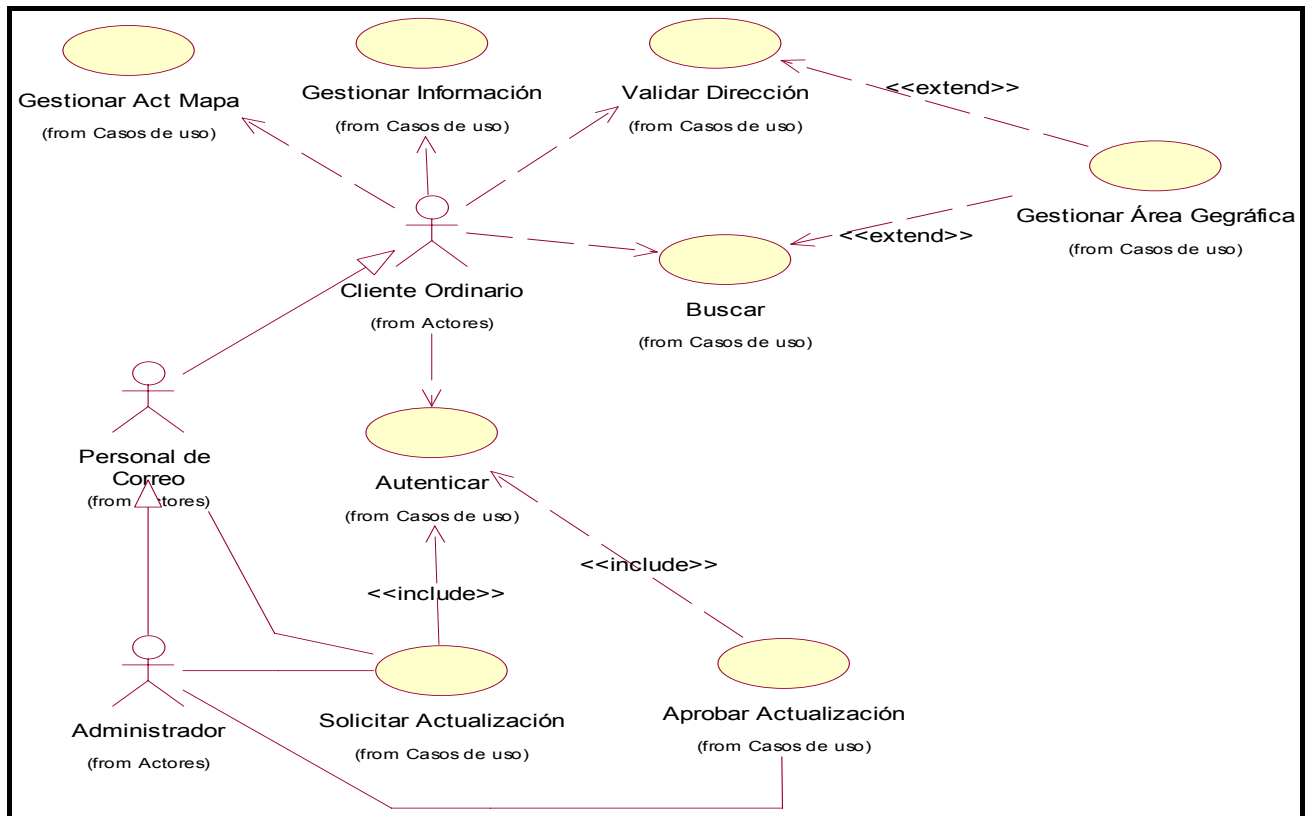 Gestionar Act Mapa
(from Casos de uso)
Gestionar Información
(from Casos de uso)
Validar Dirección
(from Casos de uso)
<<extend>>
Gestionar Área Gegráfica
(from Casos de uso)
<<extend>>
Cliente Ordinario
(from Actores)
Buscar
(from Casos de uso)
Personal de
Correo
(from Actores)
Autenticar
(from Casos de uso)
<<include>>
<<include>>
Administrador
(from Actores)
Solicitar Actualización
(from Casos de uso)
Aprobar Actualización
(from Casos de uso)